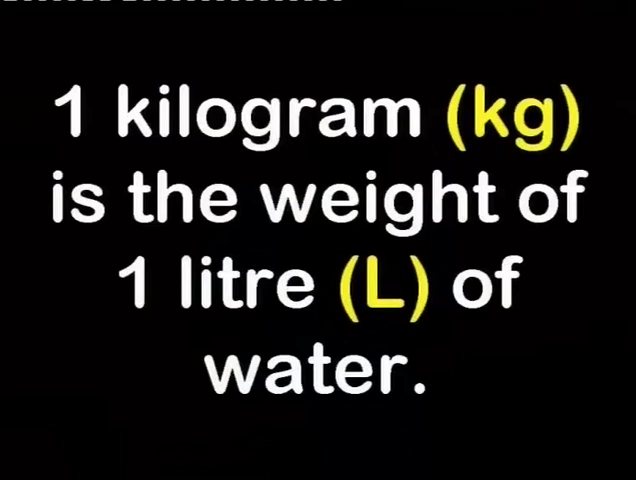 1 kilogram (kg)
is the weight of
1 litre (L) of
water.